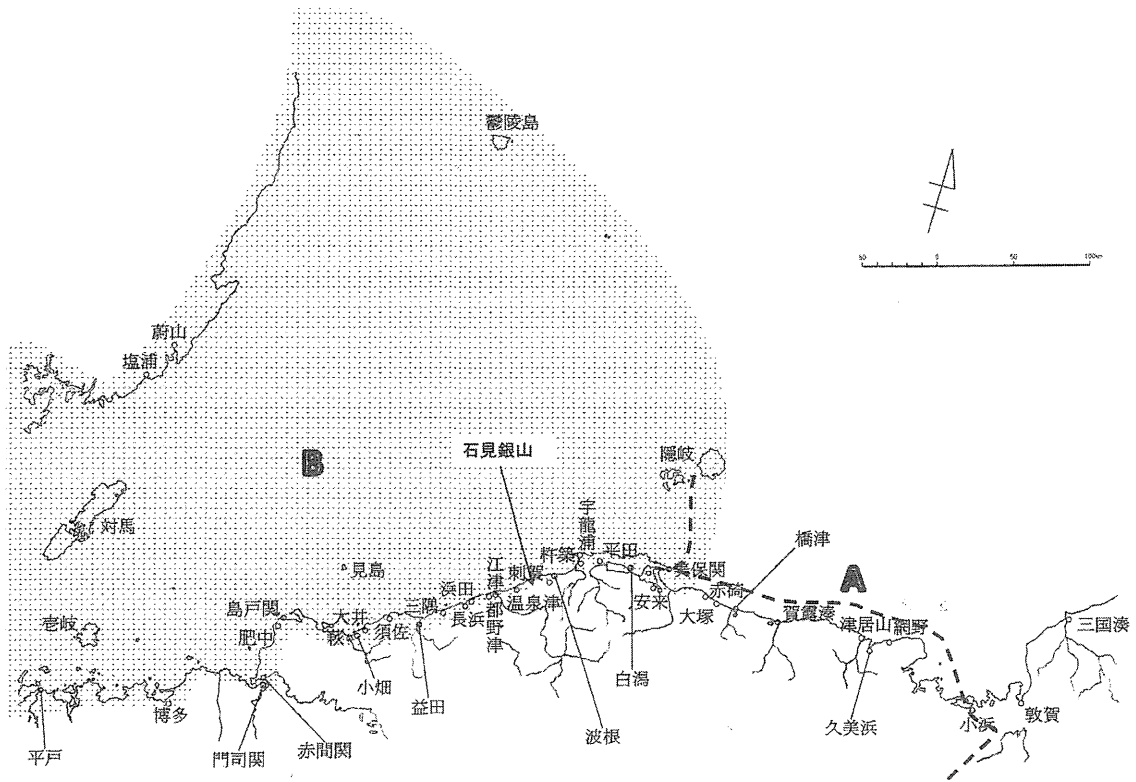 鬱陵島
50
0
50
100km
蔚山
塩浦
石見銀山
隠岐
B
対馬
見島
宇龍浦
杵築
平田
美保関
橋津
A
江津
刺賀
浜田
三隅
大井
島戸関
壱岐
肥中
萩
須佐
長浜
都野津
温泉津
安来
大塚
赤碕
賀露湊
津居山
網野
三国湊
小畑
益田
白潟
波根
久美浜
小浜
敦賀
博多
平戸
門司関
赤間関